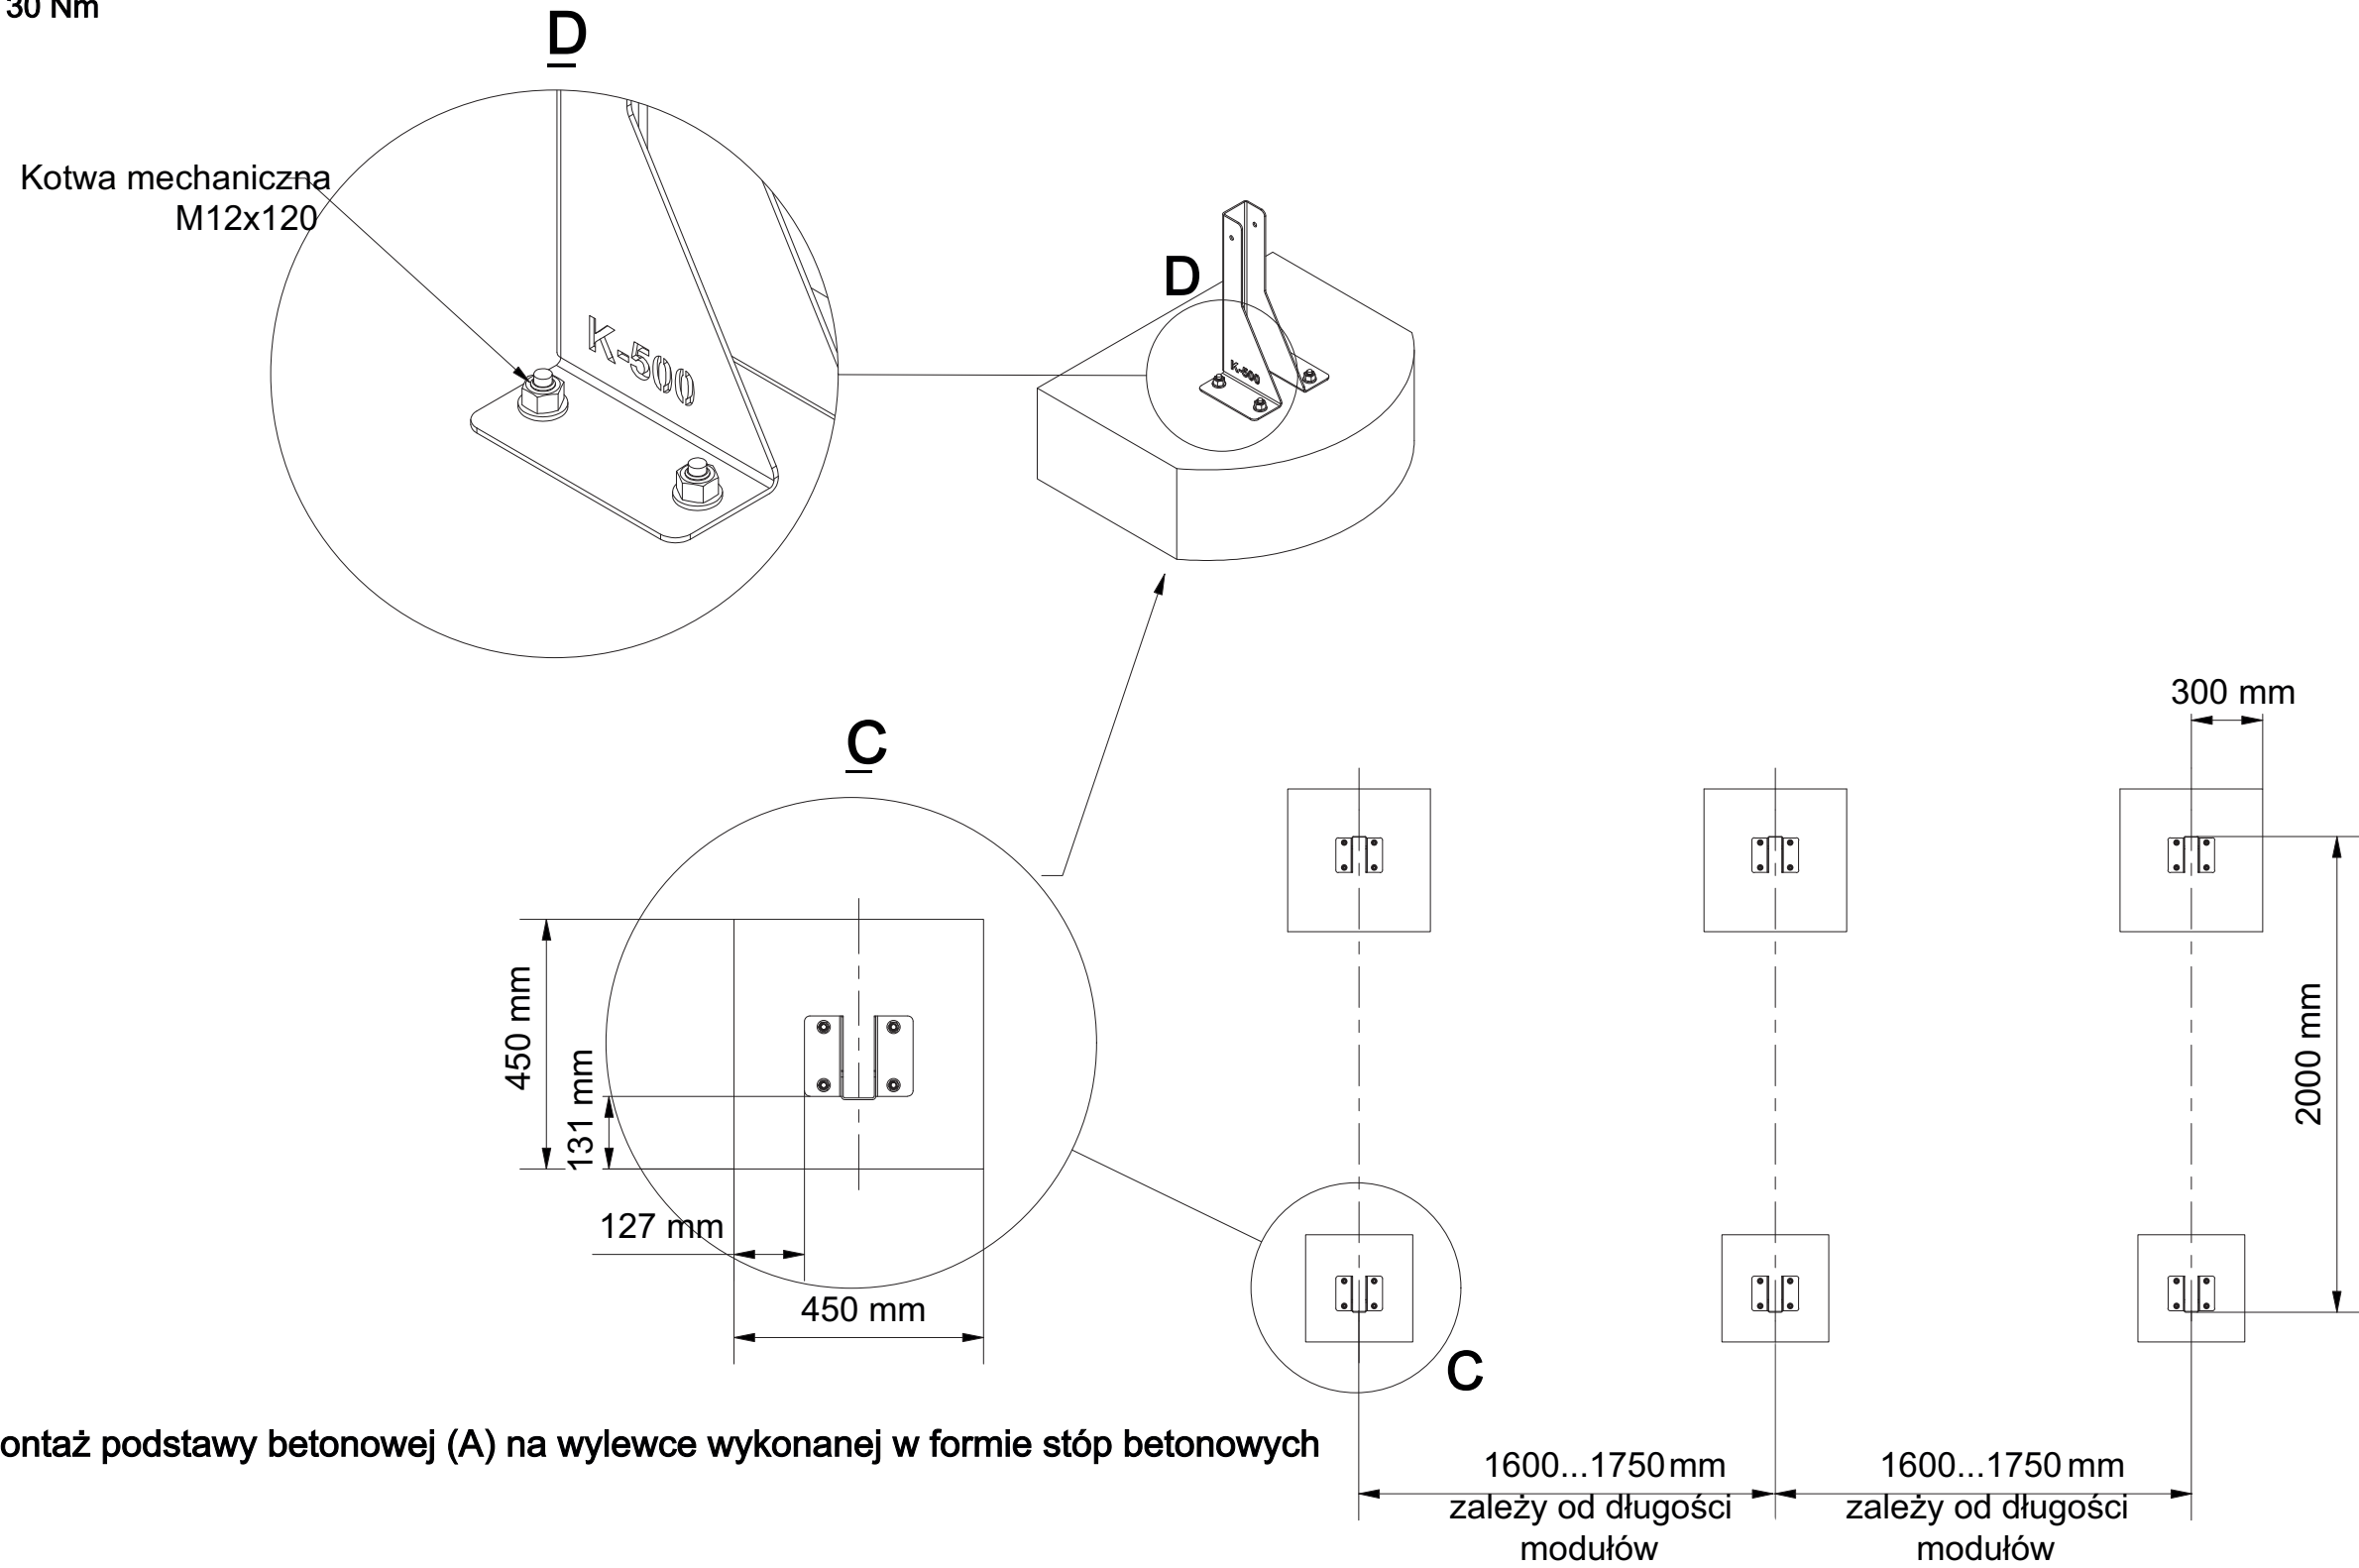 30 Nm
D
Kotwa mechaniczna
M12x120
K-500
D
K-500
300 mm
C
450 mm
131 mm
2000 mm
127 mm
450 mm
C
ontaż podstawy betonowej (A) na wylewce wykonanej w formie stóp betonowych
1600...1750 mm
zależy od długości
modułów
1600...1750 mm
zależy od długości
modułów